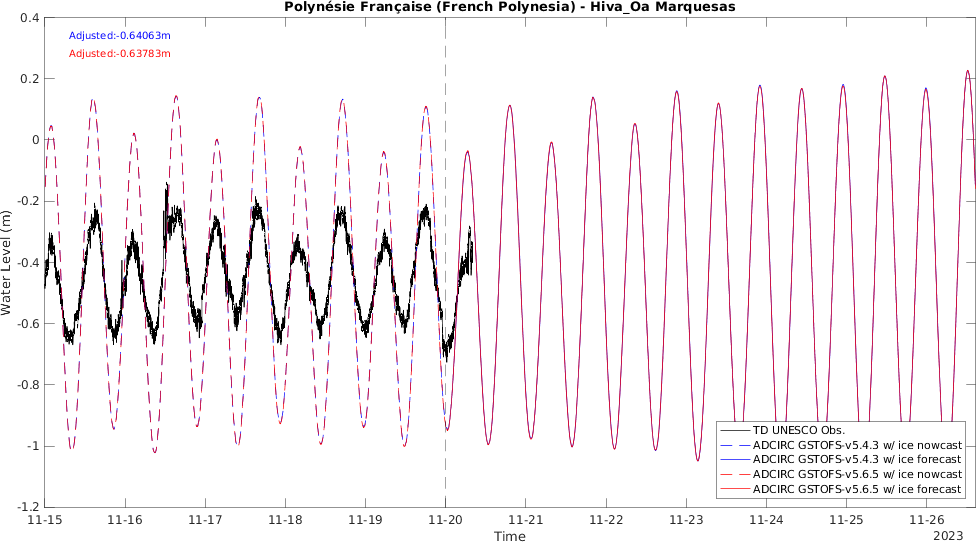 Polynésie Française (French Polynesia) - Hiva_Oa Marquesas
Adjusted:-0.64063m
Adjusted:-0.63783m
0.4
0.2
0
-0.2
-0.4
-0.6
-0.8
-1
-1.2
Water Level (m)
TD UNESCO Obs.
ADCIRC GSTOFS-v5.4.3 w/ ice nowcast
ADCIRC GSTOFS-v5.4.3 w/ ice forecast
ADCIRC GSTOFS-v5.6.5 w/ ice nowcast
ADCIRC GSTOFS-v5.6.5 w/ ice forecast
11-15 11-16 11-17 11-18 11-19 11-20 11-21 11-22 11-23 11-24 11-25 11-26
2023
Time